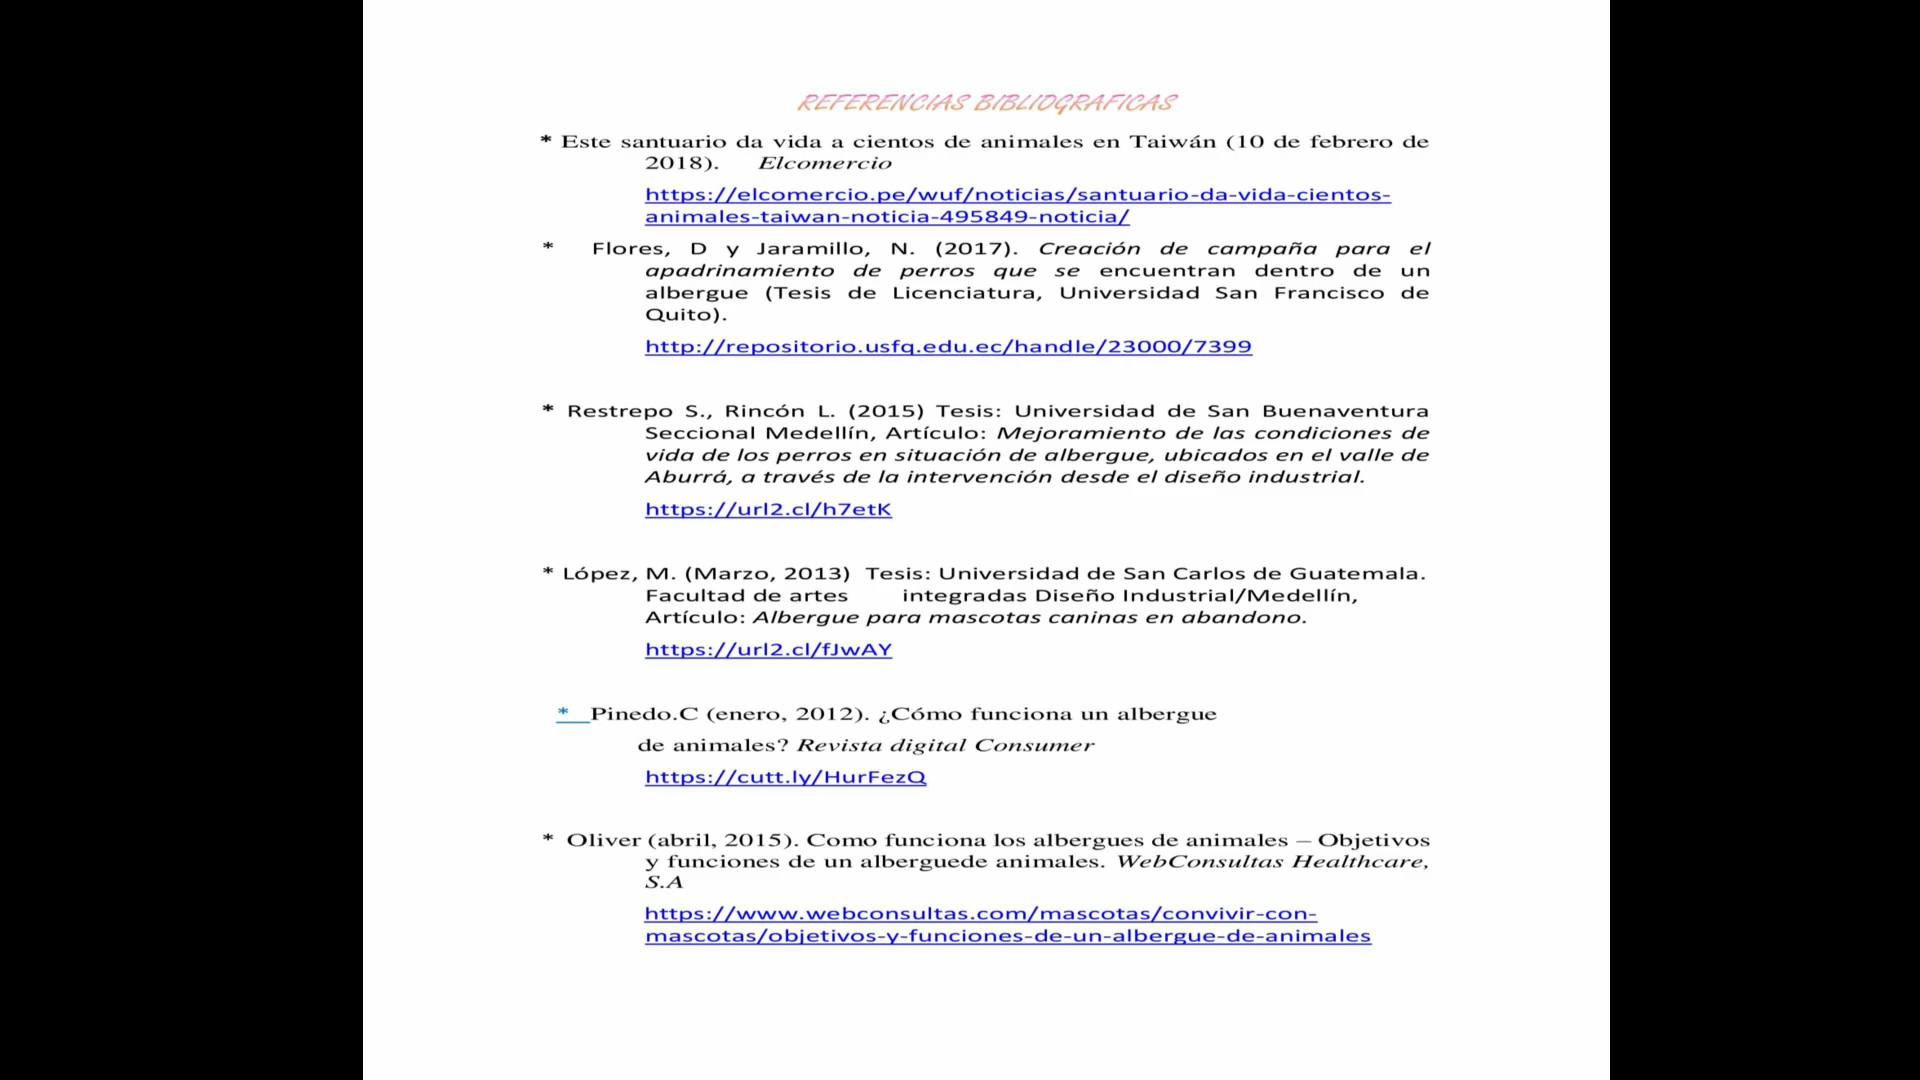 REFERENCIAS BIBLIOGRAFICAS
* Este santuario da vida a cientos de animales en Taiwán (10 de febrero de
2018). Elcomercio
https://elcomercio.pe/wuf/noticias/santuario-da-vida-cientos-
animales-taiwan-noticia-495849-noticia/
* Flores, D y Jaramillo, N. (2017). Creación de campaña para el
apadrinamiento de perros que se encuentran dentro de un
albergue (Tesis de Licenciatura, Universidad San Francisco de
Quito).
http://repositorio.usfq.edu.ec/handle/23000/7399
* Restrepo S., Rincón L. (2015) Tesis: Universidad de San Buenaventura
Seccional Medellín, Artículo: Mejoramiento de las condiciones de
vida de los perros en situación de albergue, ubicados en el valle de
Aburrá, a través de la intervención desde el diseño industrial.
https://url2.cl/h7etK
* López, M. (Marzo, 2013) Tesis: Universidad de San Carlos de Guatemala.
Facultad de artes integradas Diseño Industrial/Medellín,
Artículo: Albergue para mascotas caninas en abandono.
https://url2.cl/fJwAY
* Pinedo.C (enero, 2012). ¿Cómo funciona un albergue
de animales? Revista digital Consumer
https://cutt.ly/HurFezQ
* Oliver (abril, 2015). Como funciona los albergues de animales – Objetivos
y funciones de un alberguede animales. WebConsultas Healthcare,
S.A
https://www.webconsultas.com/mascotas/convivir-con-
mascotas/objetivos-y-funciones-de-un-albergue-de-animales